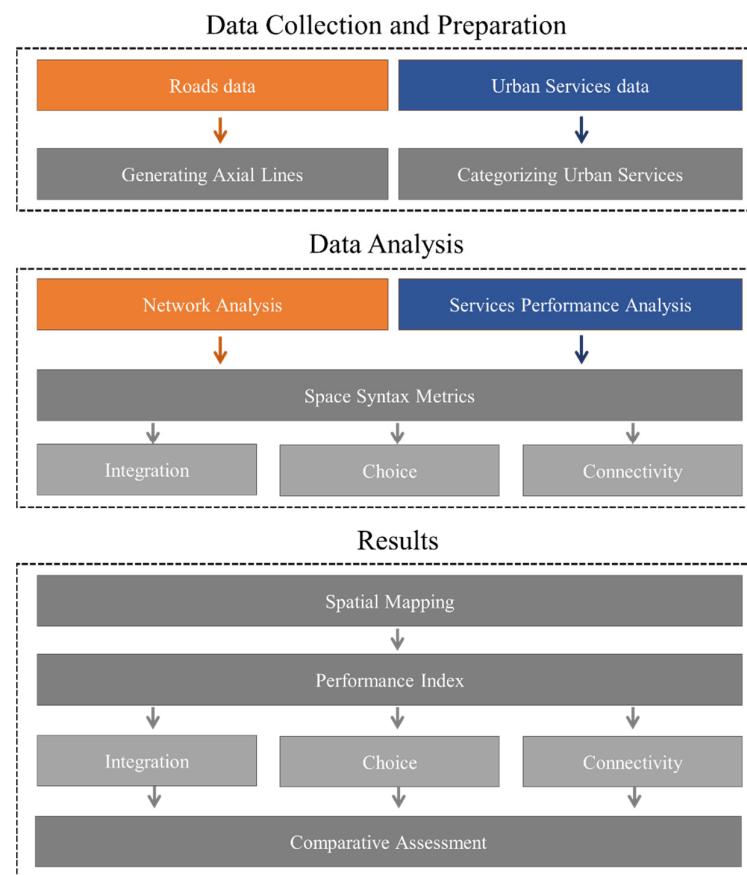 Data Collection and Preparation
Roads data
Urban Services data
Generating Axial Lines
Categorizing Urban Services
Data Analysis
Network Analysis
Services Performance Analysis
Space Syntax Metrics
Integration
Choice
Connectivity
Results
Spatial Mapping
Performance Index
Integration
Choice
Connectivity
Comparative Assessment